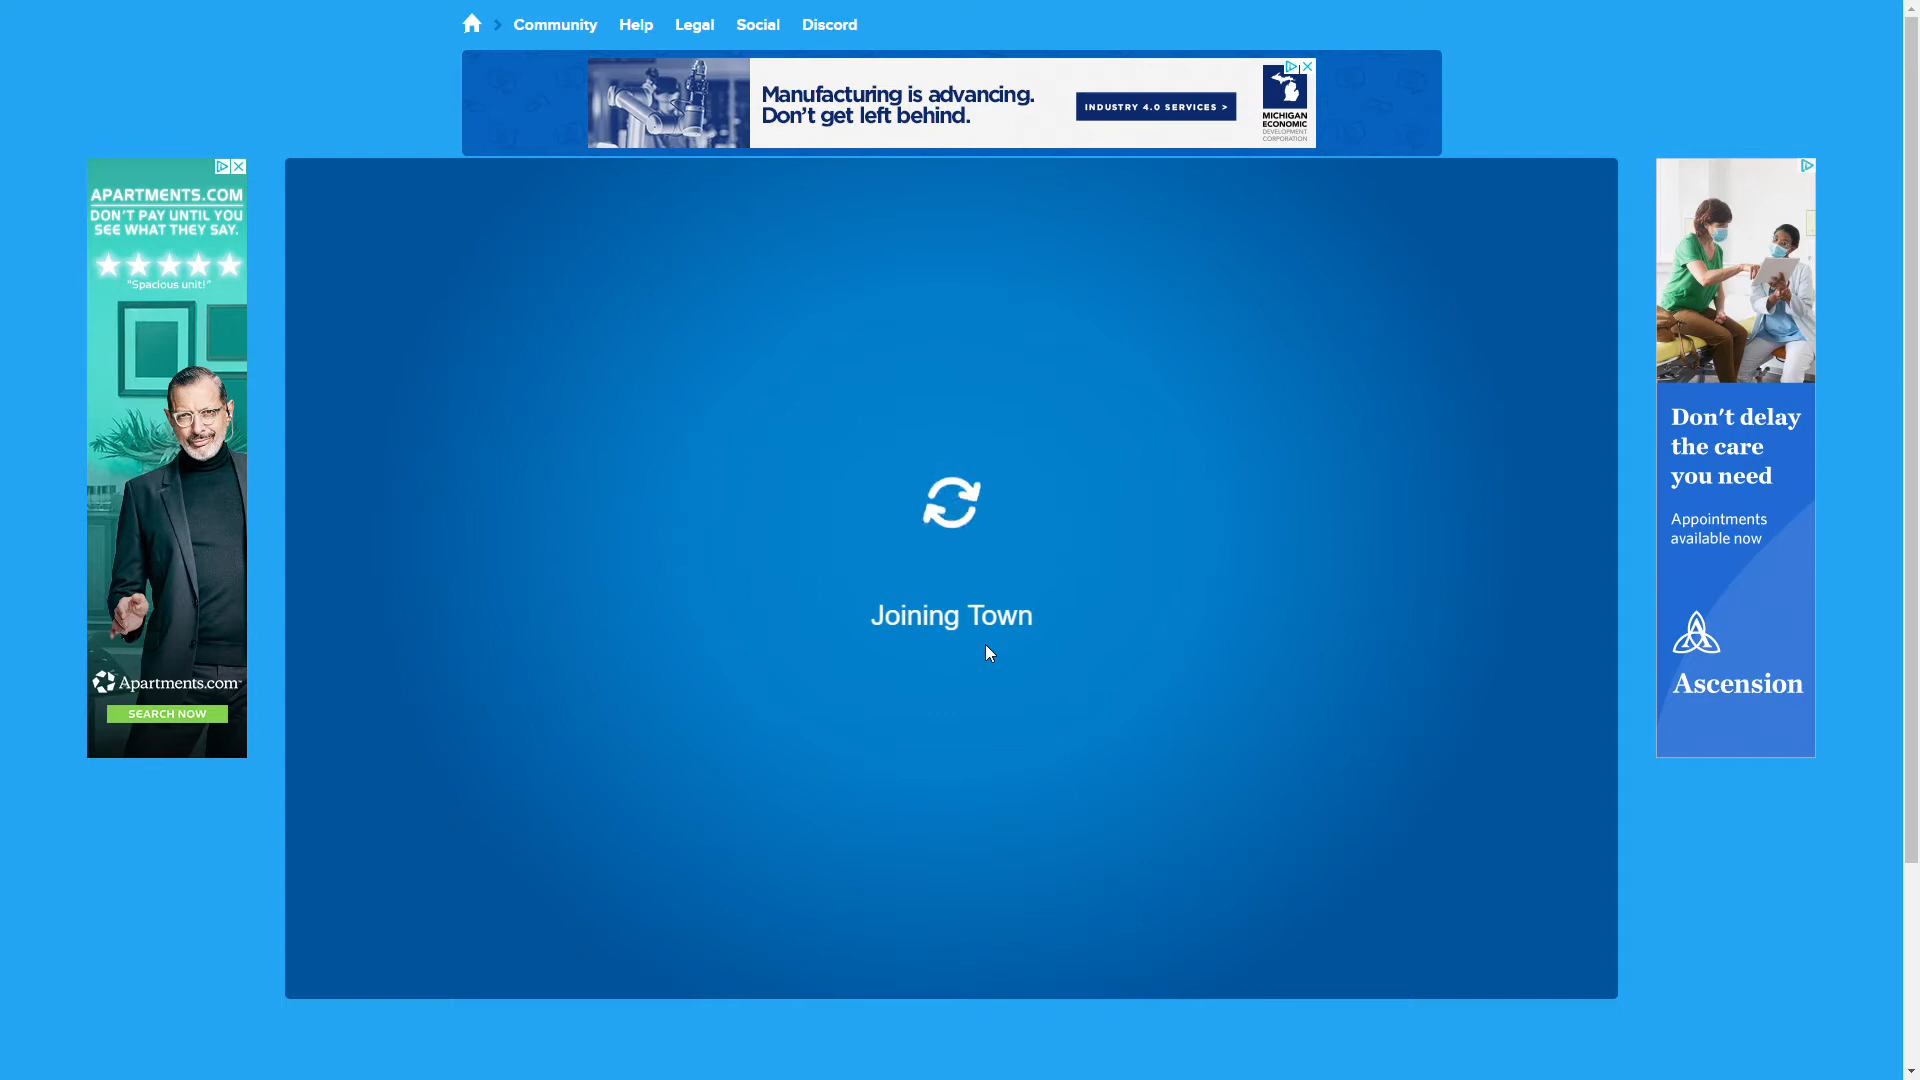 Community Help Legal Social Discord
Manufacturing is advancing.
Don't get left behind.
INDUSTRY 4.0 SERVICES >
MICHIGAN
ECONOMIC
DEVELOPMENT
CORPORATION
APARTMENTS.COM
DON'T PAY UNTIL YOU
SEE WHAT THEY SAY.
"Spacious unit!"
Apartments.com
SEARCH NOW
Joining Town
Don't delay
the care
you need
Appointments
available now
Ascension